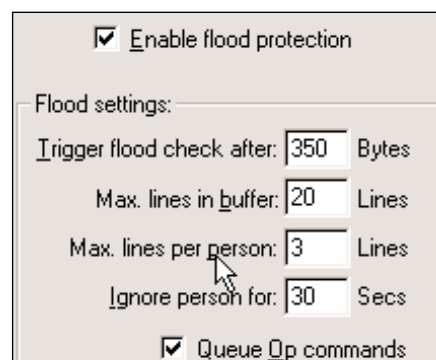 Enable flood protection
Flood settings:
Trigger flood check after: 350 Bytes
Max. lines in buffer: 20 Lines
Max. lines per person: 3 Lines
Ignore person for: 30 Secs
Queue Op commands